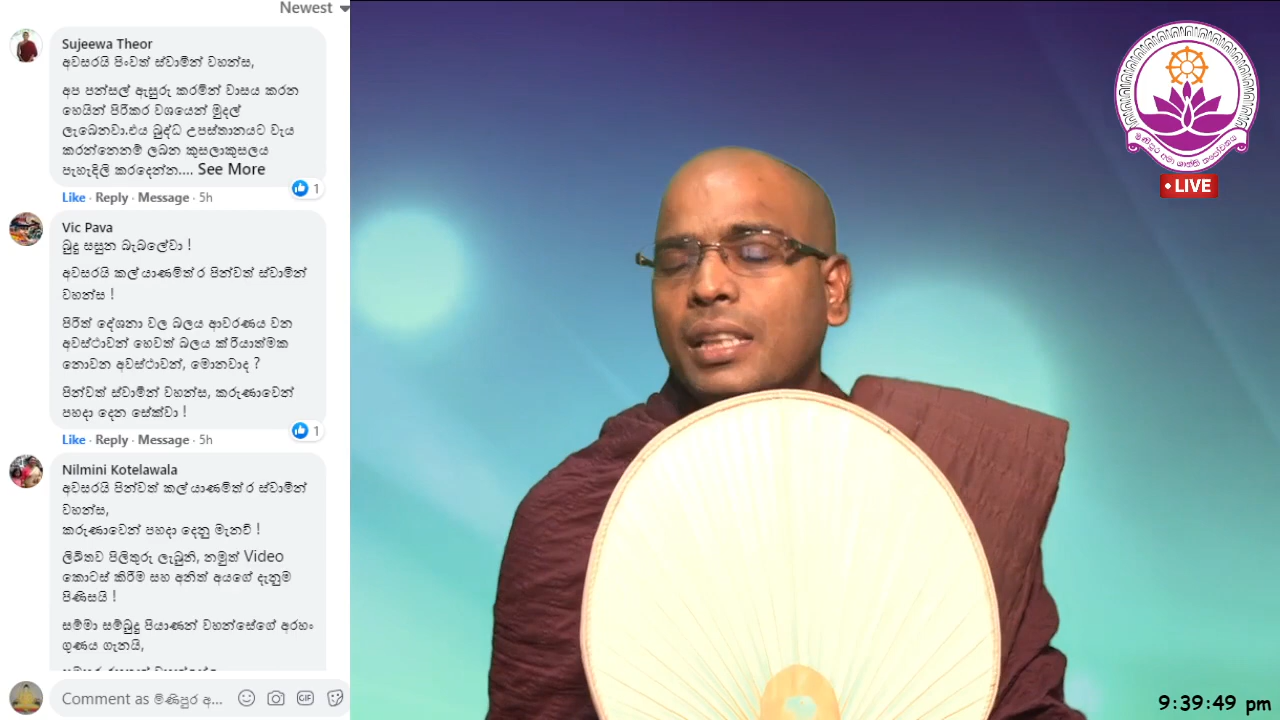 Newest
Sujeewa Theor
අවසරයි පිංවත් ස්වාමීන් වහන්ස,
අප පන්සල් ඇසුරු කරමින් වාසය කරන
හෙයින් පිරිකර වශයෙන් මුදල්
ලැබෙනවා.එය බුද්ධ උපස්තානයට වැය
කරන්නෙනම් ලබන කුසලාකුසලය
පැහැදිලි කරදෙන්න.... See More
1
Like · Reply · Message · 5h
Vic Pava
බුදු සසුන බැබලේවා !
අවසරයි කල්‍යාණමිත්‍ර පින්වත් ස්වාමීන්
වහන්ස !
පිරිත් දේශනා වල බලය ආවරණය වන
අවස්ථාවන් හෙවත් බලය ක්‍රියාත්මක
නොවන අවස්ථාවන්, මොනවාද ?
පින්වත් ස්වාමීන් වහන්ස, කරුණාවෙන්
පහදා දෙන සේක්වා !
1
Like · Reply · Message · 5h
Nilmini Kotelawala
අවසරයි පින්වත් කල්‍යාණමිත්‍ර ස්වාමීන්
වහන්ස,
කරුණාවෙන් පහදා දෙනු මැනවි !
ලිඛිතව පිලිතුරු ලැබුනි, නමුත් Video
කොටස් කිරීම සහ අනිත් අයගේ දැනුම
පිණිසයි !
සම්මා සම්බුදු පියාණන් වහන්සේගේ අරහං
ගුණය ගැනයි,
Comment as මිණිපුර අ...
GIF
LIVE
9:39:49 pm